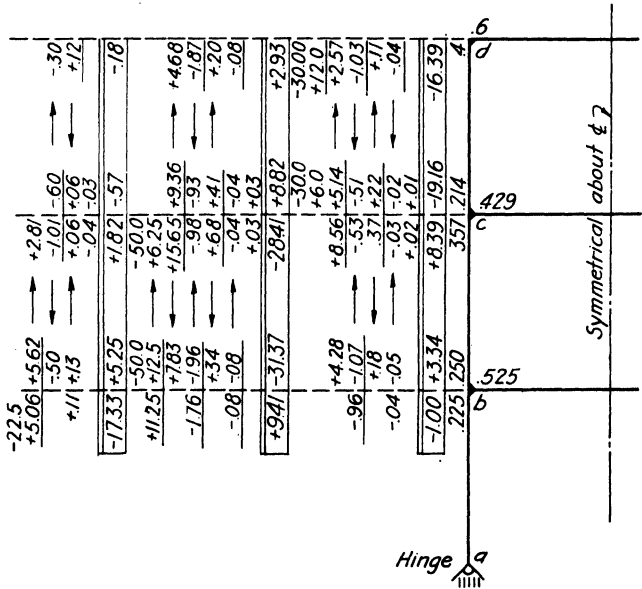 -22.5
+5.06 +5.62 +2.81
-.50 -1.01 -.60 -.30
+.11 +.13 +.06 +.06 +.12
-.04 -.03
-17.33 +5.25 +1.82 -.57 -.18
-50.0 -50.0
+11.25 +12.5 +6.25
+7.83 +15.65 +9.36 +4.68
-1.76 -1.96 -.98 -.93 -1.87
+.34 +.68 +.41 +.20
-.08 -.08 -.04 -.04 -.08
+.03 +.03
+9.41 -31.37 -28.41 +8.82 +2.93
-30.0 -30.00
+6.0 +12.0
+4.28 +8.56 +5.14 +2.57
-.96 -1.07 -.53 -.51 -1.03
+.18 .37 +.22 +.11
-.04 -.05 -.03 -.02 -.04
+.02 +.01
-1.00 +3.34 +8.39 -19.16 -16.39
.225 .250 357 .214 .4
.6
d
429
c
.525
b
Hinge a
Symmetrical about ℄